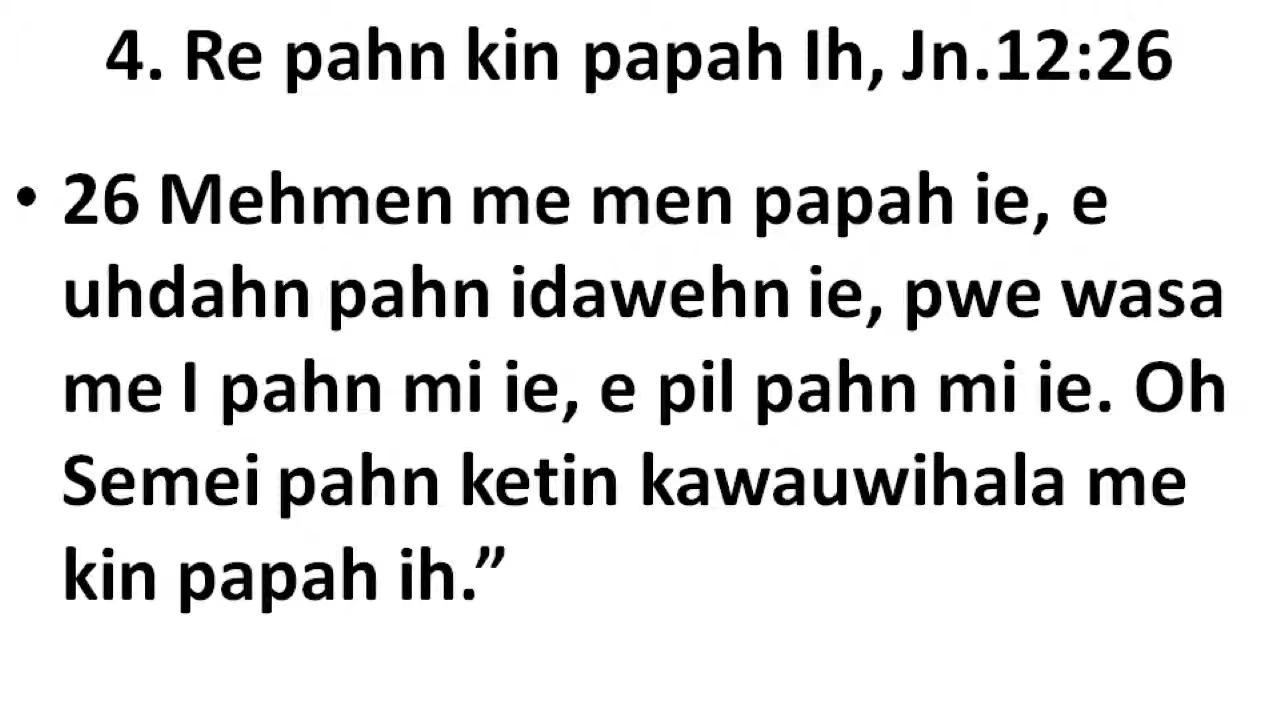 4. Re pahn kin papah Ih, Jn.12:26
• 26 Mehmen me men papah ie, e
uhdahn pahn idawehn ie, pwe wasa
me I pahn mi ie, e pil pahn mi ie. Oh
Semei pahn ketin kawauwihala me
kin papah ih.”